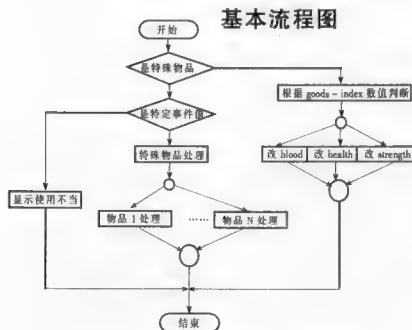 基本流程图
开始
是特殊物品
根据 goods-index 数值判断
是特定事件值
特殊物品处理
改 blood 改 health 改 strength
显示使用不当
物品 1 处理 …… 物品 N 处理
结束